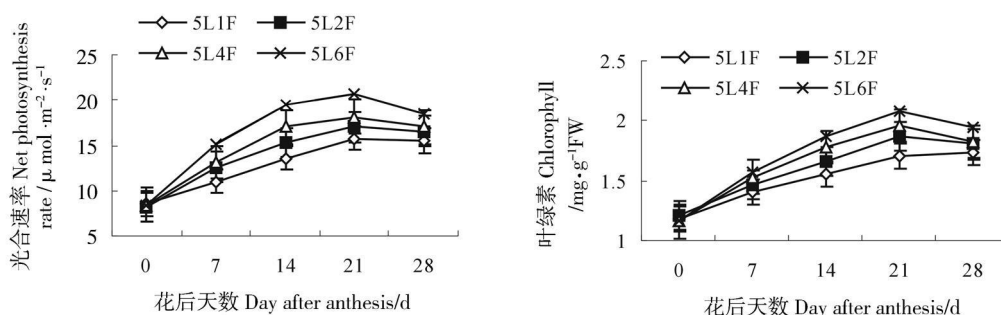 5L1F 5L2F
5L4F 5L6F
光合速率 Net photosynthesis
rate / μ mol ·m⁻²·s⁻¹
25
20
15
10
5
0 7 14 21 28
花后天数 Day after anthesis/d
5L1F 5L2F
5L4F 5L6F
叶绿素 Chlorophyll
/mg•g⁻¹FW
2.5
2
1.5
1
0 7 14 21 28
花后天数 Day after anthesis/d